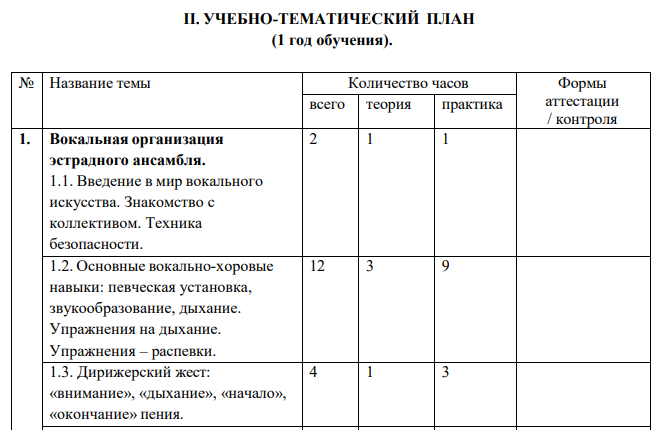 II. УЧЕБНО-ТЕМАТИЧЕСКИЙ ПЛАН
(1 год обучения).
№ Название темы Количество часов Формы
аттестации
/ контроля
всего теория практика
1. Вокальная организация 2 1 1
эстрадного ансамбля.
1.1. Введение в мир вокального
искусства. Знакомство с
коллективом. Техника
безопасности.
1.2. Основные вокально-хоровые 12 3 9
навыки: певческая установка,
звукообразование, дыхание.
Упражнения на дыхание.
Упражнения – распевки.
1.3. Дирижерский жест: 4 1 3
«внимание», «дыхание», «начало»,
«окончание» пения.